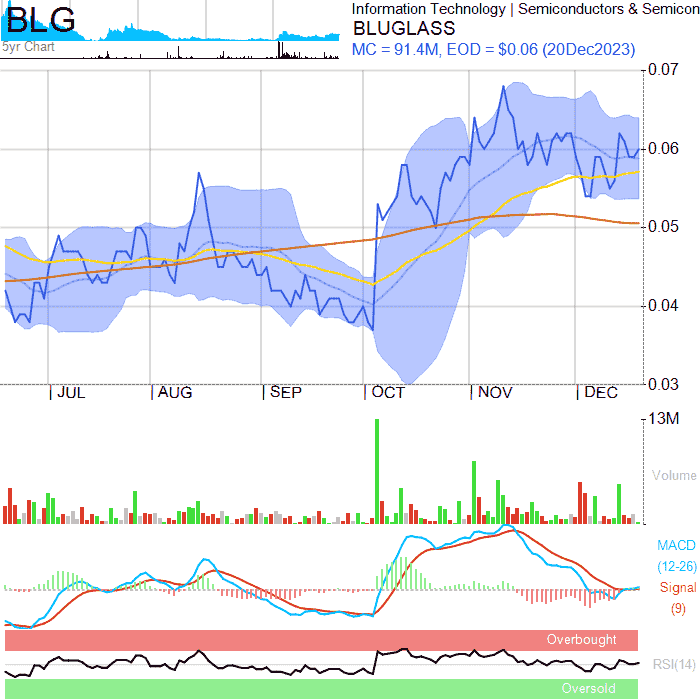 BLG
5yr Chart
Information Technology | Semiconductors & Semicon
BLUGLASS
MC = 91.4M, EOD = $0.06 (20Dec2023)
0.07
0.06
0.05
0.04
0.03
JUL AUG SEP OCT NOV DEC
13M
Volume
MACD
(12-26)
Signal
(9)
Overbought
RSI(14)
Oversold